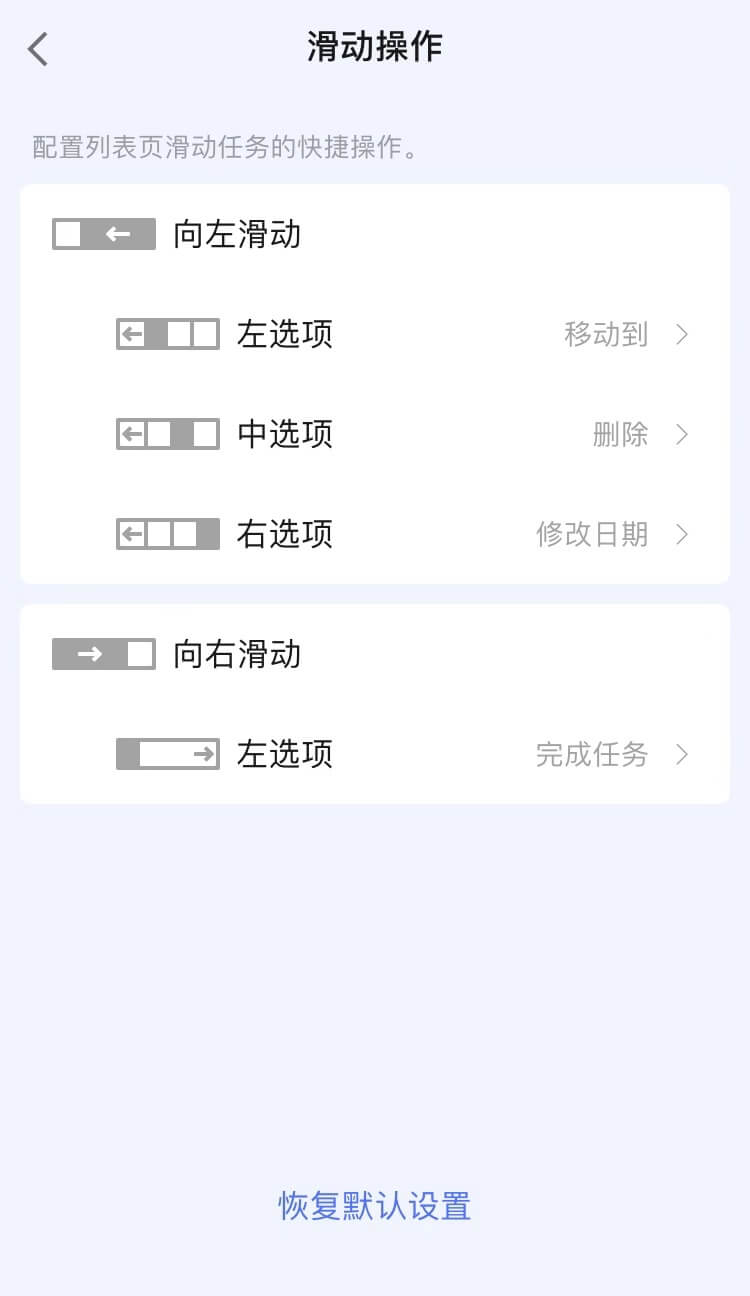 滑动操作
配置列表页滑动任务的快捷操作。
向左滑动
左选项 移动到
中选项 删除
右选项 修改日期
向右滑动
左选项 完成任务
恢复默认设置